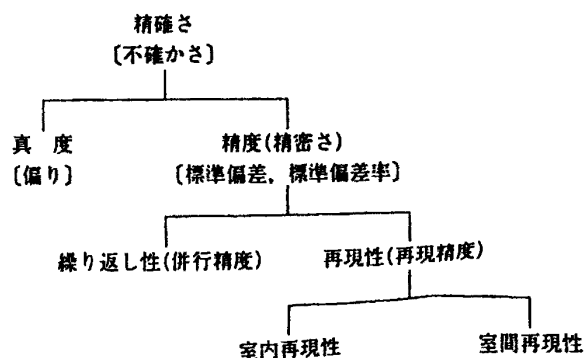 精確さ
〔不確かさ〕
真 度
〔偏り〕
精度(精密さ)
〔標準偏差，標準偏差率〕
繰り返し性(併行精度)
再現性(再現精度)
室内再現性
室間再現性